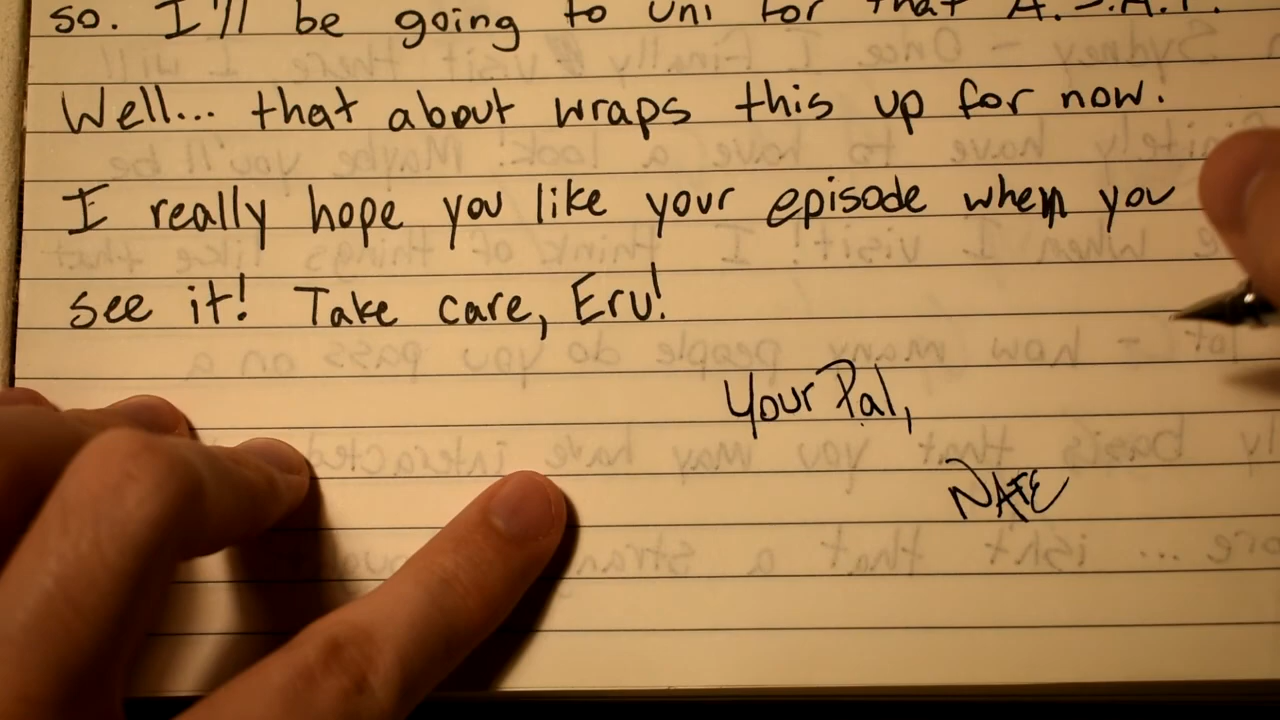 so. I'll be going to Uni for that A.S.A.P.
Well... that about wraps this up for now.
I really hope you like your episode when you
see it! Take care, Eru!
Your Pal,
NATE